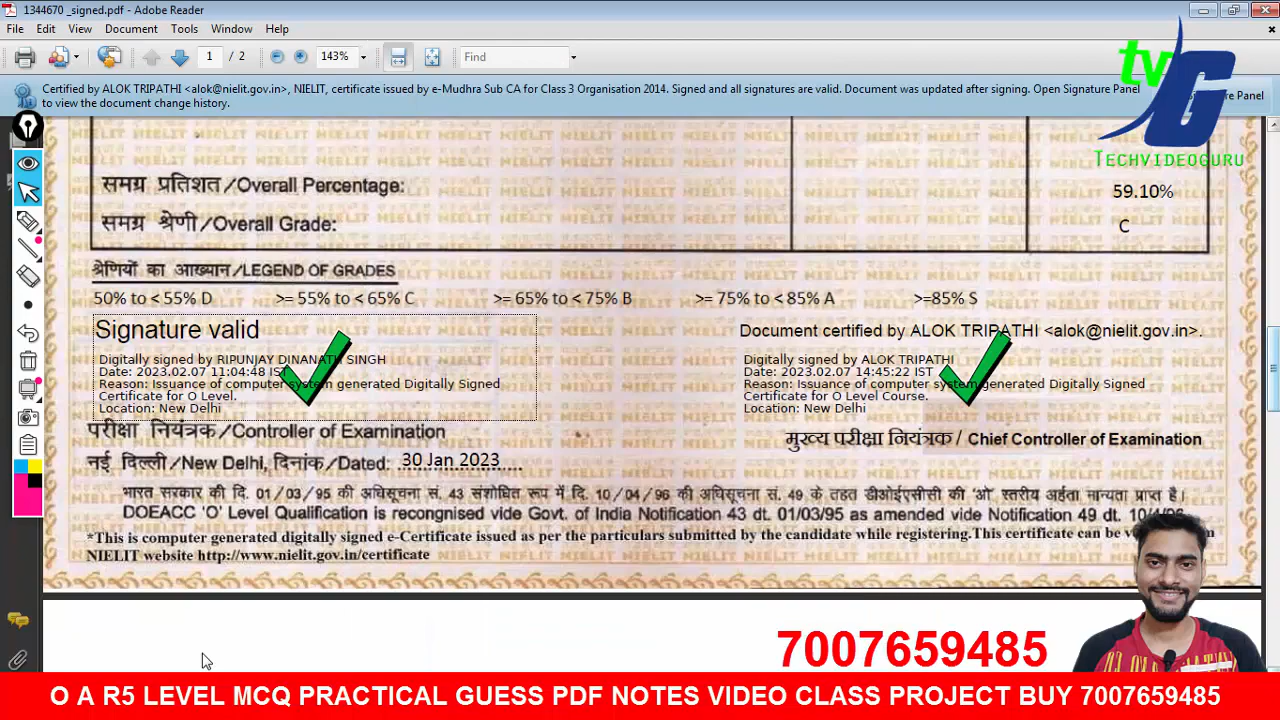 1344670 _signed.pdf - Adobe Reader
File Edit View Document Tools Window Help
1 / 2 143% Find
Certified by ALOK TRIPATHI <alok@nielit.gov.in>, NIELIT, certificate issued by e-Mudhra Sub CA for Class 3 Organisation 2014. Signed and all signatures are valid. Document was updated after signing. Open Signature Panel
to view the document change history.
Panel
tv G
TECHVIDEOGURU
समग्र प्रतिशत/Overall Percentage: 59.10%
समग्र श्रेणी/Overall Grade: C
श्रेणियों का आख्यान/LEGEND OF GRADES
50% to < 55% D >= 55% to < 65% C >= 65% to < 75% B >= 75% to < 85% A >=85% S
Signature valid
Digitally signed by RIPUNJAY DINANATH SINGH
Date: 2023.02.07 11:04:48 IST
Reason: Issuance of computer system generated Digitally Signed
Certificate for O Level.
Location: New Delhi
Document certified by ALOK TRIPATHI <alok@nielit.gov.in>.
Digitally signed by ALOK TRIPATHI
Date: 2023.02.07 14:45:22 IST
Reason: Issuance of computer system generated Digitally Signed
Certificate for O Level Course.
Location: New Delhi
परीक्षा नियंत्रक/Controller of Examination
मुख्य परीक्षा नियंत्रक/ Chief Controller of Examination
नई दिल्ली/New Delhi, दिनांक/Dated: 30 Jan 2023
भारत सरकार की दि. 01/03/95 की अधिसूचना सं. 43 संशोधित रूप में दि. 10/04/96 की अधिसूचना सं. 49 के तहत डीओईएसीसी की 'ओ' स्तरीय अर्हता मान्यता प्राप्त है।
DOEACC 'O' Level Qualification is recongnised vide Govt. of India Notification 43 dt. 01/03/95 as amended vide Notification 49 dt.
*This is computer generated digitally signed e-Certificate issued as per the particulars submitted by the candidate while registering.This certificate can be
NIELIT website http://www.nielit.gov.in/certificate
7007659485
O A R5 LEVEL MCQ PRACTICAL GUESS PDF NOTES VIDEO CLASS PROJECT BUY 7007659485